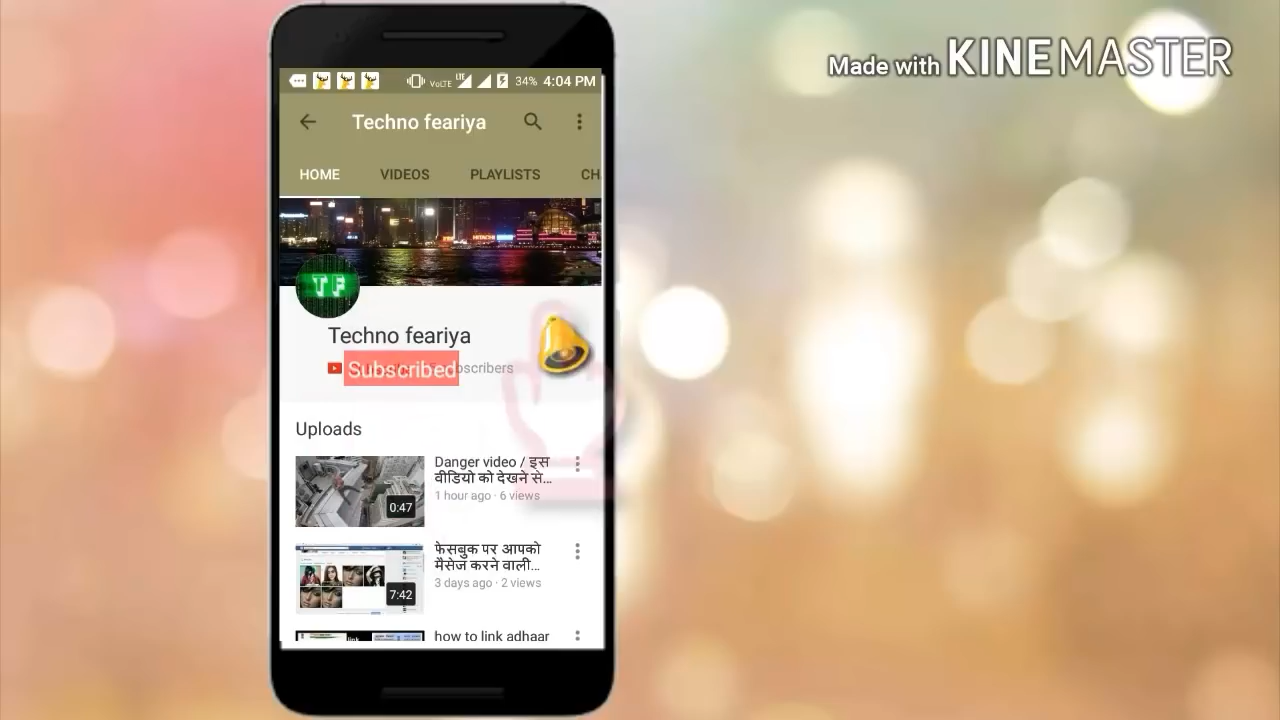 Made with KINEMASTER
VoLTE LTE 34% 4:04 PM
Techno feariya
HOME VIDEOS PLAYLISTS CH
TF
Techno feariya
Subscribed
Uploads
Danger video / इस
वीडियो को देखने से...
1 hour ago · 6 views
0:47
फेसबुक पर आपको
मैसेज करने वाली...
3 days ago · 2 views
7:42
how to link adhaar